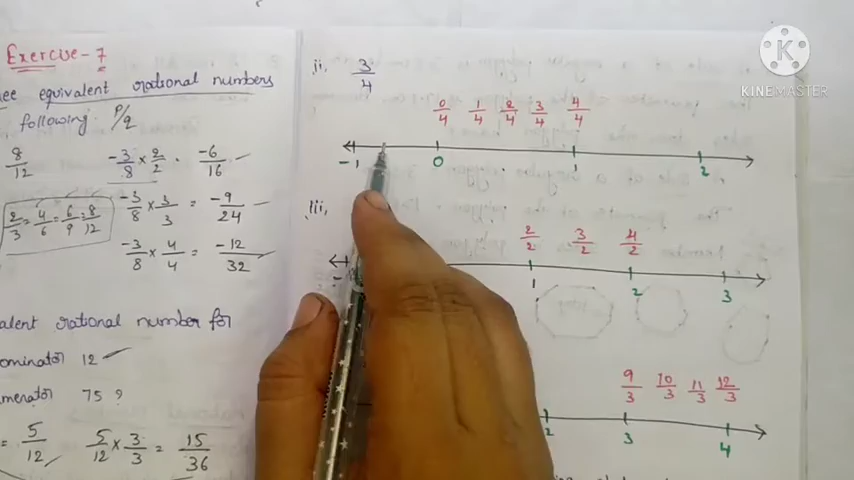 Exercise-7
equivalent rational numbers
following. P/q
8/12
-3/8 × 2/2 = -6/16
-3/8 × 3/3 = -9/24
2/3 = 4/6 = 6/9 = 8/12
-3/8 × 4/4 = -12/32
rational number for
12
75 ?
= 5/12 5/12 × 3/3 = 15/36
ii, 3/4
0/4 1/4 2/4 3/4 4/4
-1 0 1 2
iii,
2/2 3/2 4/2
1 2 3
9/3 10/3 11/3 12/3
2 3 4
KINEMASTER